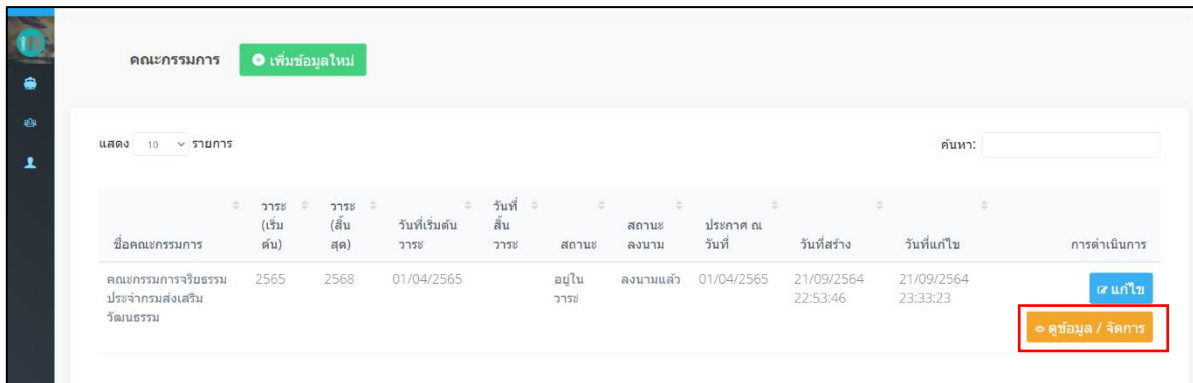 คณะกรรมการ เพิ่มข้อมูลใหม่
แสดง 10 รายการ ค้นหา:
ชื่อคณะกรรมการ วาระ (เริ่มต้น) วาระ (สิ้นสุด) วันที่เริ่มต้นวาระ วันที่สิ้นวาระ สถานะ สถานะลงนาม ประกาศ ณ วันที่ วันที่สร้าง วันที่แก้ไข การดำเนินการ
คณะกรรมการจริยธรรม 2565 2568 01/04/2565 อยู่ใน ลงนามแล้ว 01/04/2565 21/09/2564 21/09/2564 แก้ไข
ประจำกรมส่งเสริม วาระ 22:53:46 23:33:23
วัฒนธรรม ดูข้อมูล / จัดการ